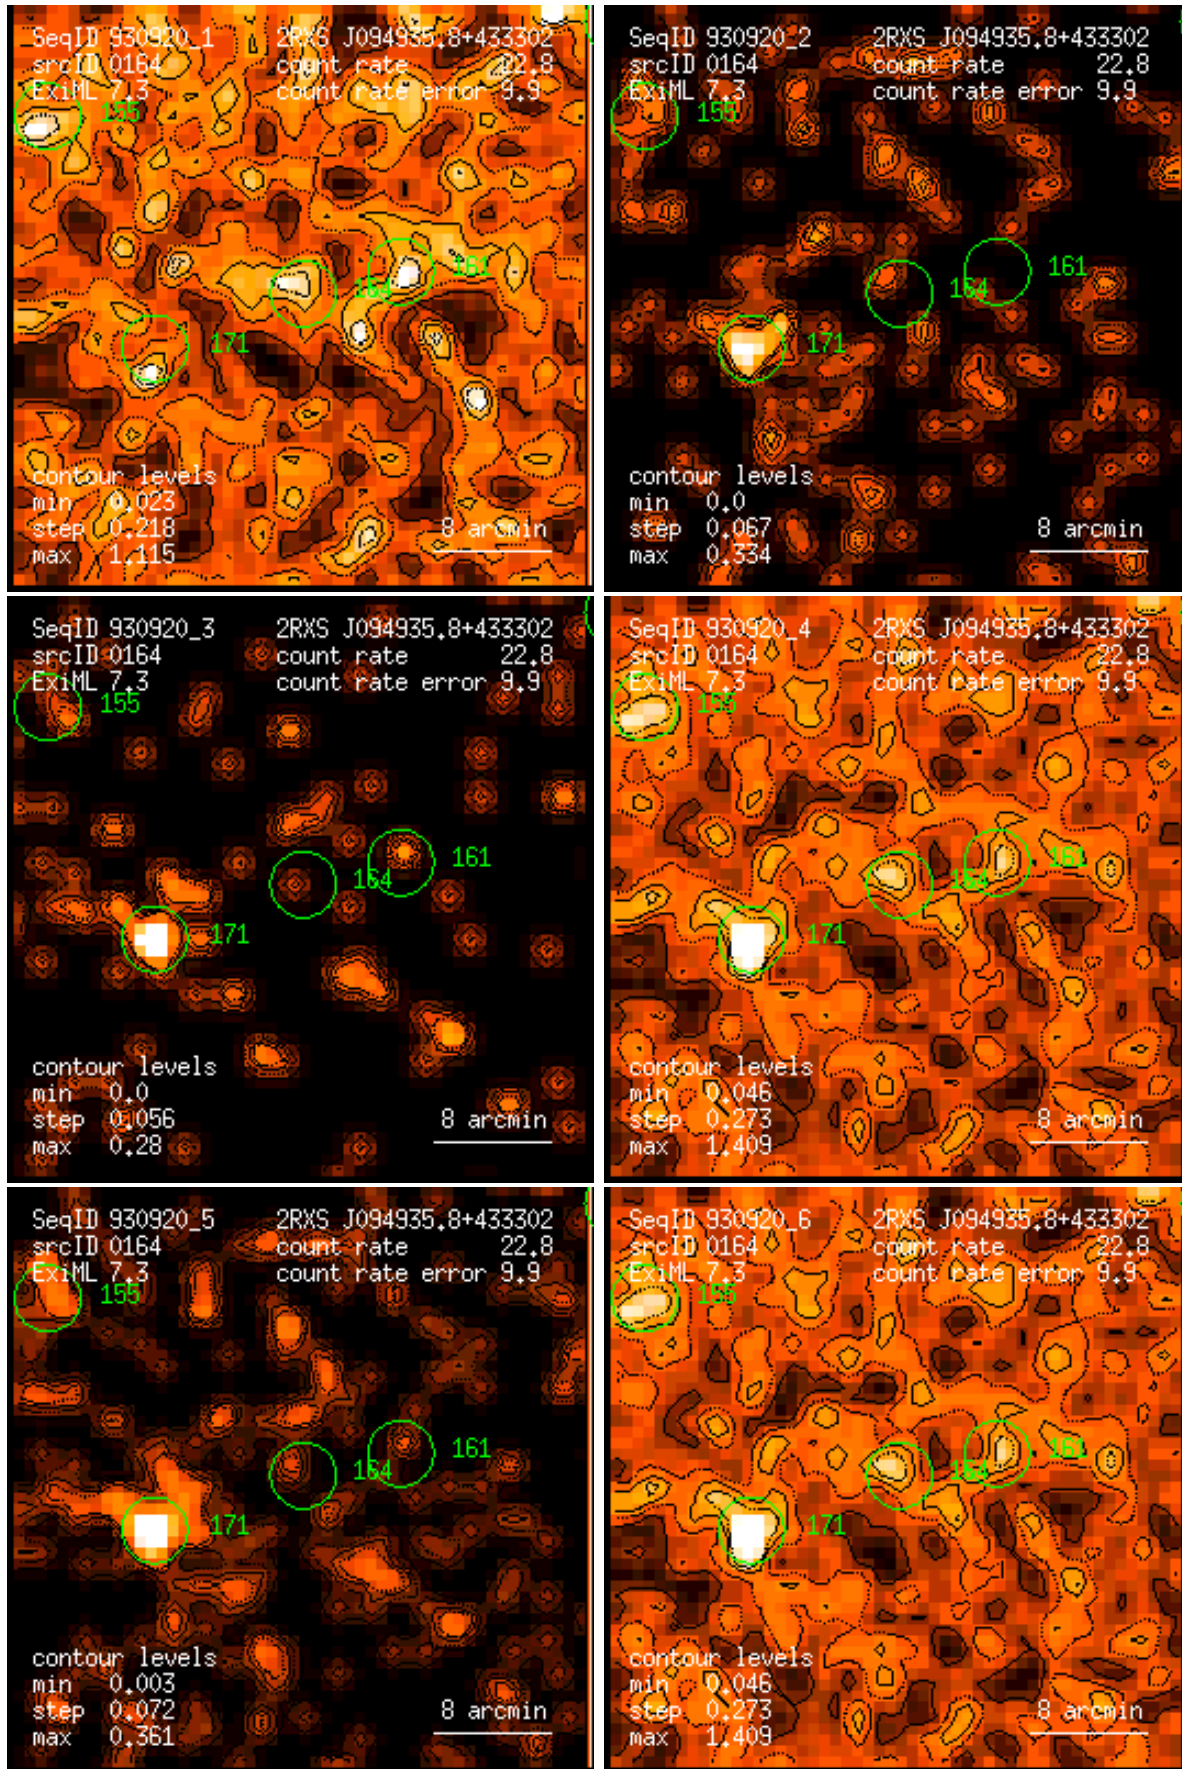 SeqID 930920_1 2RXS J094935.8+433302
srcID 0164 count rate 22.8
ExiML 7.3 count rate error 9.9
155
161
164
171
contour levels
min 0.023
step 0.218
max 1.115
8 arcmin
SeqID 930920_2 2RXS J094935.8+433302
srcID 0164 count rate 22.8
ExiML 7.3 count rate error 9.9
155
161
164
171
contour levels
min 0.0
step 0.067
max 0.334
8 arcmin
SeqID 930920_3 2RXS J094935.8+433302
srcID 0164 count rate 22.8
ExiML 7.3 count rate error 9.9
155
161
164
171
contour levels
min 0.0
step 0.056
max 0.28
8 arcmin
SeqID 930920_4 2RXS J094935.8+433302
srcID 0164 count rate 22.8
ExiML 7.3 count rate error 9.9
155
161
164
171
contour levels
min 0.046
step 0.273
max 1.409
8 arcmin
SeqID 930920_5 2RXS J094935.8+433302
srcID 0164 count rate 22.8
ExiML 7.3 count rate error 9.9
155
161
164
171
contour levels
min 0.003
step 0.072
max 0.361
8 arcmin
SeqID 930920_6 2RXS J094935.8+433302
srcID 0164 count rate 22.8
ExiML 7.3 count rate error 9.9
155
161
164
171
contour levels
min 0.046
step 0.273
max 1.409
8 arcmin